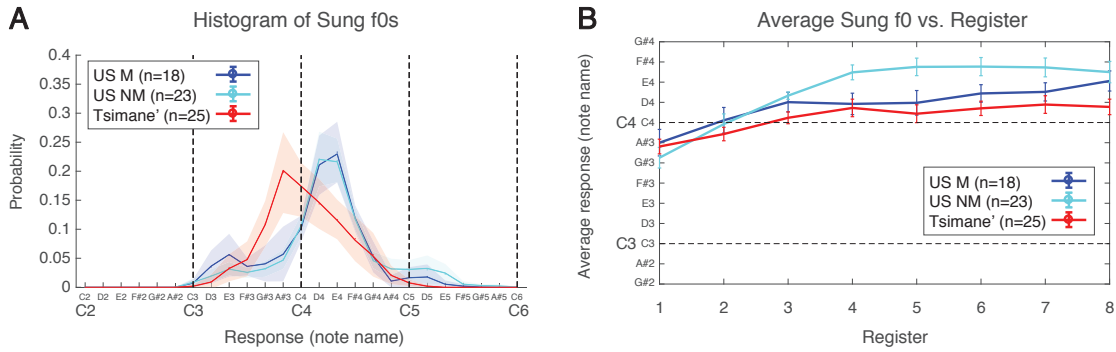 A
Histogram of Sung f0s
0.4
0.35
0.3
0.25
0.2
0.15
0.1
0.05
0
Probability
US M (n=18)
US NM (n=23)
Tsimane' (n=25)
C2 D2 E2 F#2 G#2 A#2 C3 D3 E3 F#3 G#3 A#3 C4 D4 E4 F#4 G#4 A#4 C5 D5 E5 F#5 G#5 A#5 C6
C2 C3 C4 C5 C6
Response (note name)
B
Average Sung f0 vs. Register
G#4
F#4
E4
D4
C4 C4
A#3
G#3
F#3
E3
D3
C3 C3
A#2
G#2
Average response (note name)
US M (n=18)
US NM (n=23)
Tsimane' (n=25)
1 2 3 4 5 6 7 8
Register